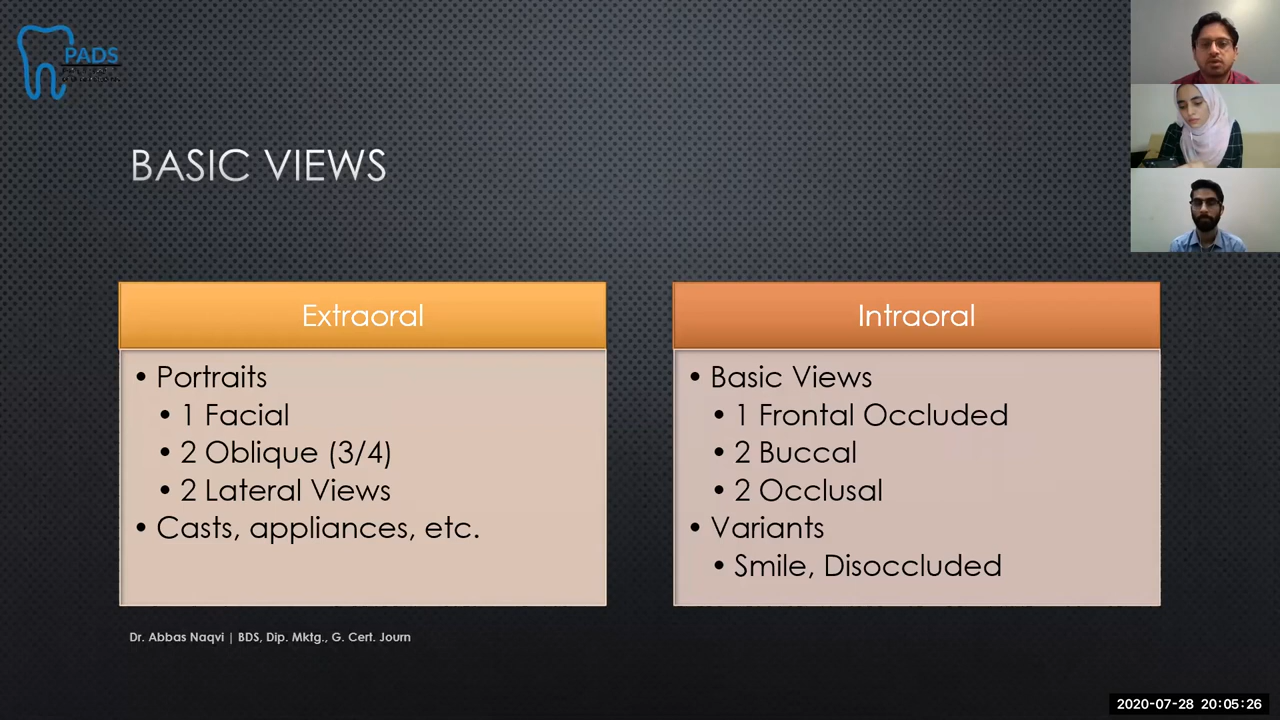 PADS
BASIC VIEWS
Extraoral
• Portraits
• 1 Facial
• 2 Oblique (3/4)
• 2 Lateral Views
• Casts, appliances, etc.
Intraoral
• Basic Views
• 1 Frontal Occluded
• 2 Buccal
• 2 Occlusal
• Variants
• Smile, Disoccluded
Dr. Abbas Naqvi | BDS, Dip. Mktg., G. Cert. Journ
2020-07-28 20:05:26